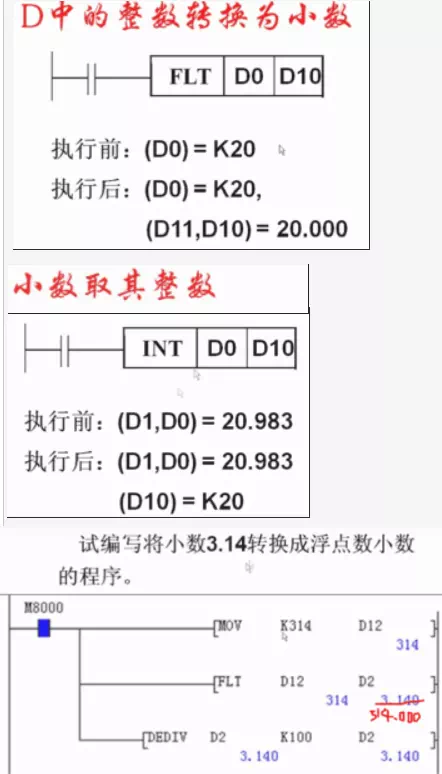 D中的整数转换为小数
FLT D0 D10
执行前：(D0) = K20
执行后：(D0) = K20,
(D11,D10) = 20.000
小数取其整数
INT D0 D10
执行前：(D1,D0) = 20.983
执行后：(D1,D0) = 20.983
(D10) = K20
试编写将小数3.14转换成浮点数小数
的程序。
M8000
[MOV K314 D12 ]
314
[FLT D12 D2 ]
314 3.140
314.000
[DEDIV D2 K100 D2 ]
3.140 3.140